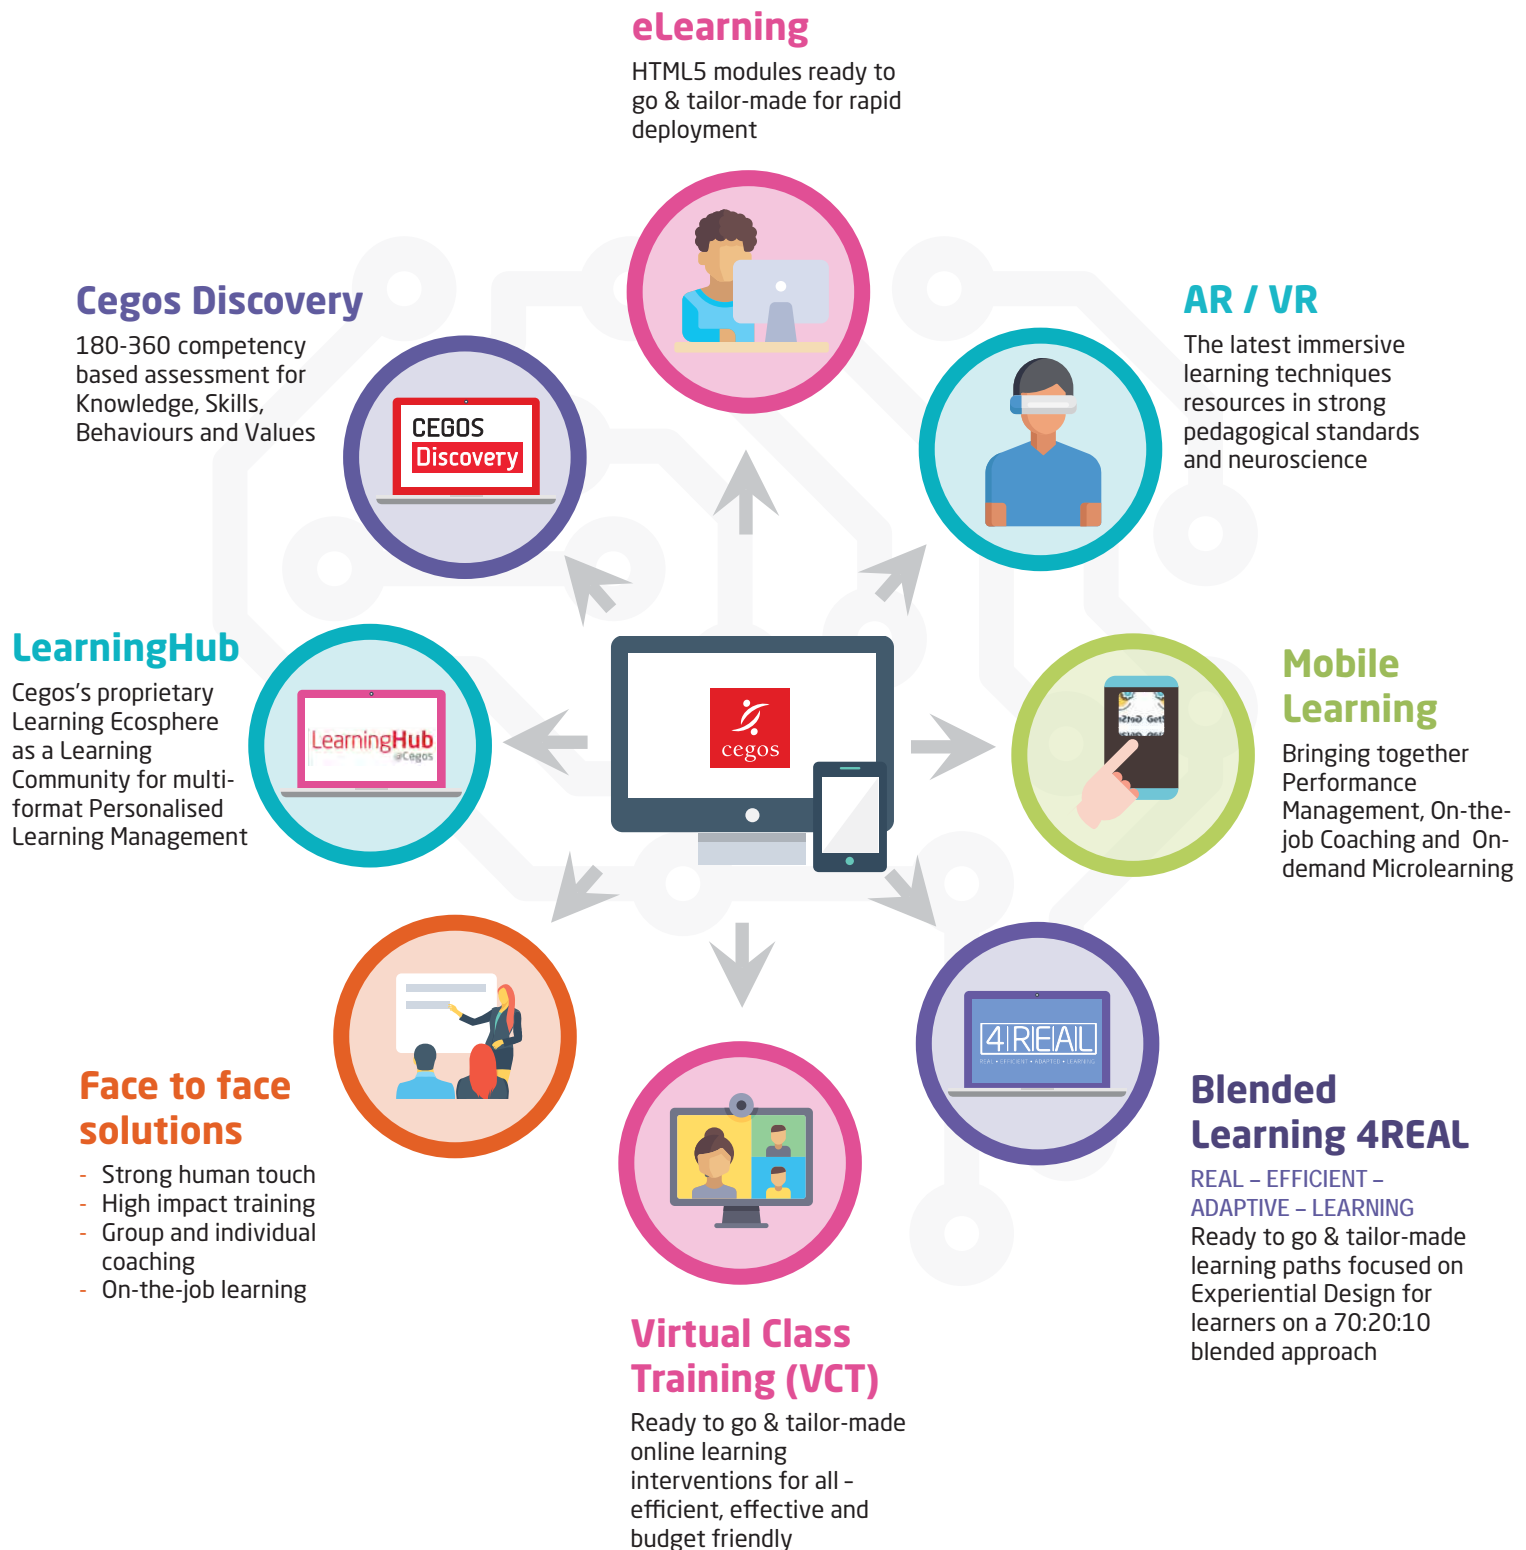 eLearning
HTML5 modules ready to
go & tailor-made for rapid
deployment
Cegos Discovery
180-360 competency
based assessment for
Knowledge, Skills,
Behaviours and Values
CEGOS
Discovery
AR / VR
The latest immersive
learning techniques
resources in strong
pedagogical standards
and neuroscience
LearningHub
Cegos's proprietary
Learning Ecosphere
as a Learning
Community for multi-
format Personalised
Learning Management
LearningHub
@Cegos
cegos
Mobile
Learning
Bringing together
Performance
Management, On-the-
job Coaching and On-
demand Microlearning
Face to face
solutions
- Strong human touch
- High impact training
- Group and individual
coaching
- On-the-job learning
4REAL
REAL • EFFICIENT • ADAPTED • LEARNING
Blended
Learning 4REAL
REAL – EFFICIENT –
ADAPTIVE – LEARNING
Ready to go & tailor-made
learning paths focused on
Experiential Design for
learners on a 70:20:10
blended approach
Virtual Class
Training (VCT)
Ready to go & tailor-made
online learning
interventions for all –
efficient, effective and
budget friendly